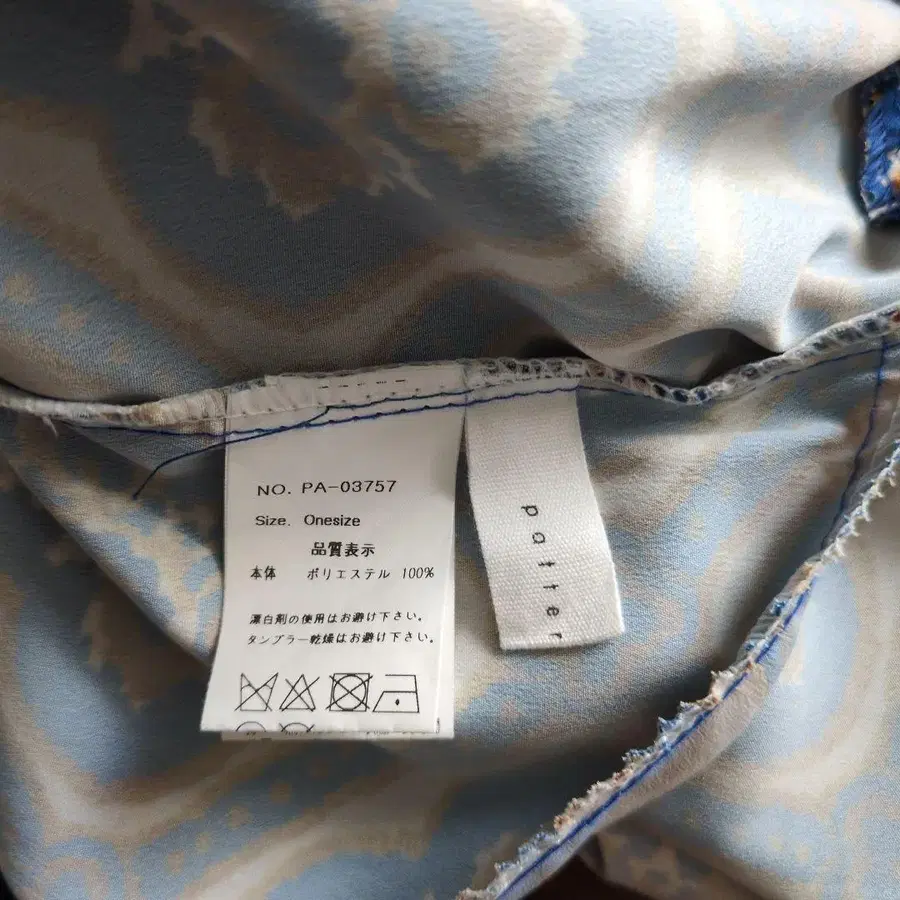 NO. PA-03757
Size. Onesize
品質表示
本体 ポリエステル 100%
漂白剤の使用はお避け下さい。
タンブラー乾燥はお避け下さい。
patter